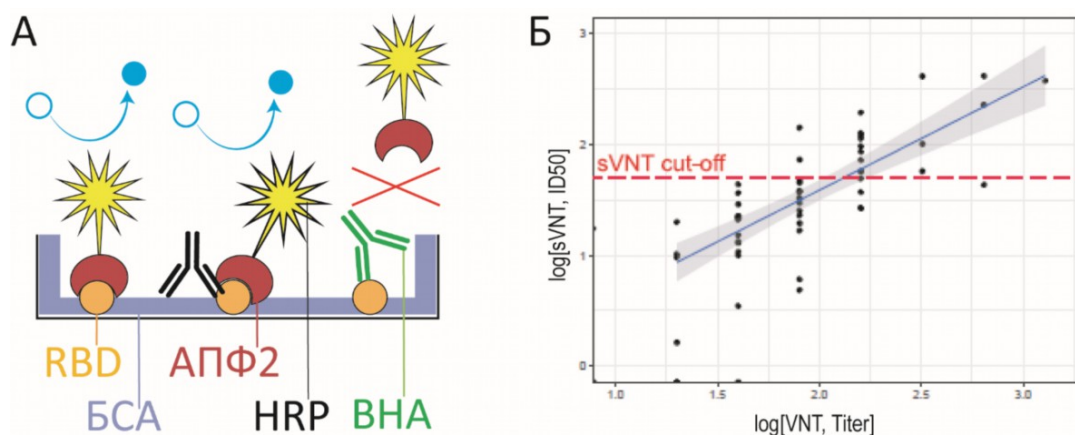 А
RBD
АПФ2
БСА
HRP
ВНА
Б
log[sVNT, ID50]
3
2
1
0
sVNT cut-off
1.0
1.5
2.0
2.5
3.0
log[VNT, Titer]